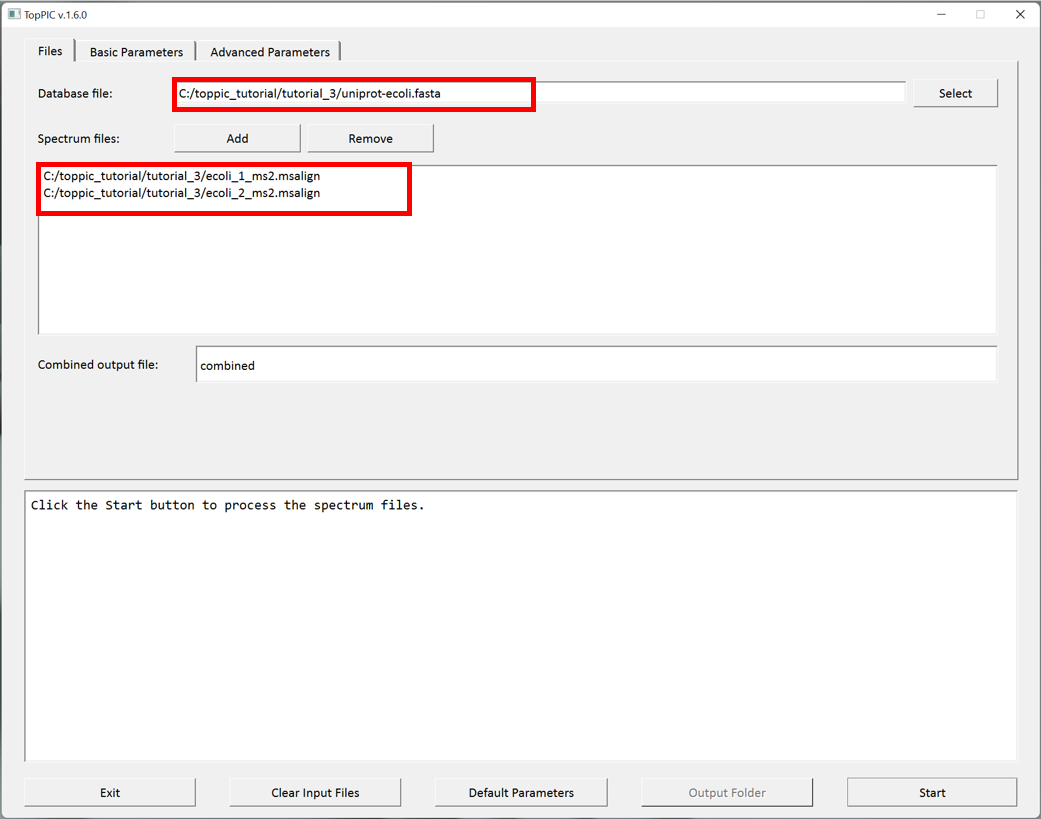 TopPIC v.1.6.0
Files Basic Parameters Advanced Parameters
Database file: C:/toppic_tutorial/tutorial_3/uniprot-ecoli.fasta Select
Spectrum files: Add Remove
C:/toppic_tutorial/tutorial_3/ecoli_1_ms2.msalign
C:/toppic_tutorial/tutorial_3/ecoli_2_ms2.msalign
Combined output file: combined
Click the Start button to process the spectrum files.
Exit Clear Input Files Default Parameters Output Folder Start